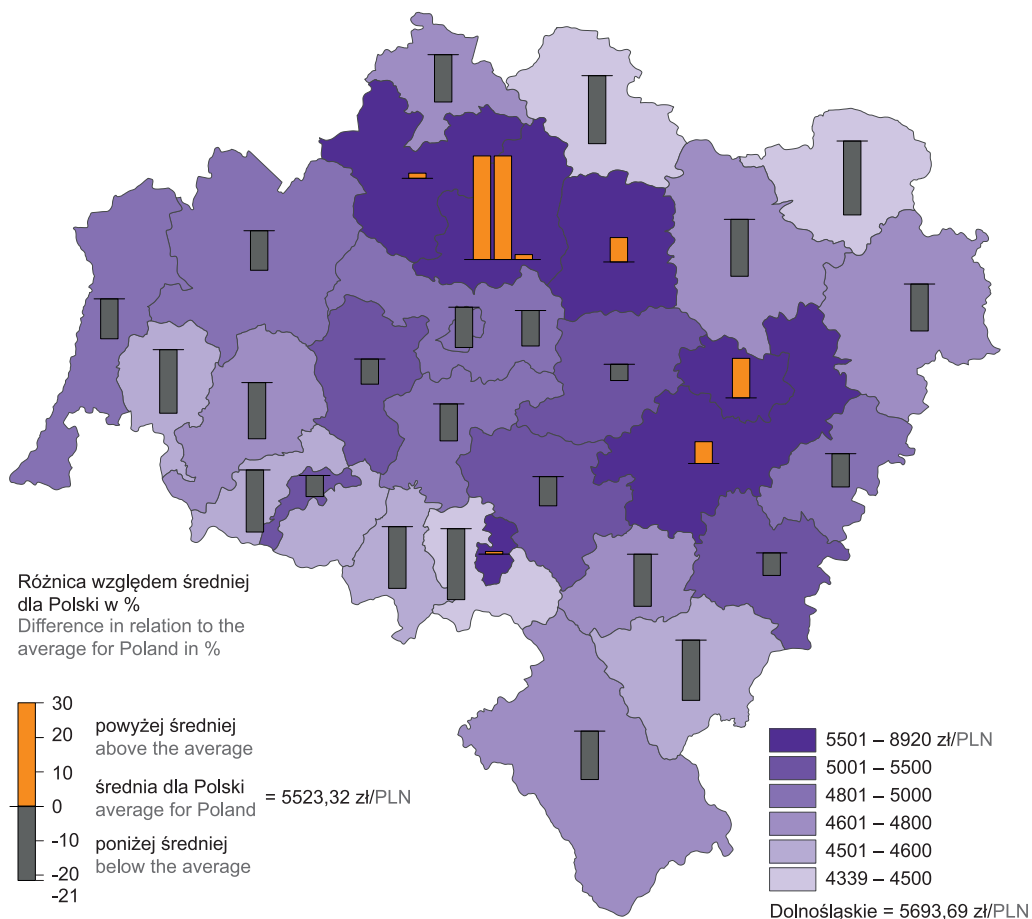 Różnica względem średniej
dla Polski w %
Difference in relation to the
average for Poland in %
30
20
10
0
-10
-20
-21
powyżej średniej
above the average
średnia dla Polski
average for Poland
= 5523,32 zł/PLN
poniżej średniej
below the average
5501 – 8920 zł/PLN
5001 – 5500
4801 – 5000
4601 – 4800
4501 – 4600
4339 – 4500
Dolnośląskie = 5693,69 zł/PLN